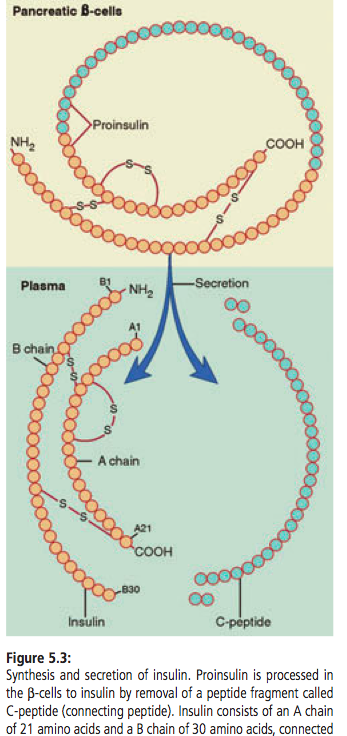 Pancreatic β-cells
Proinsulin
NH2
COOH
S
S
S-S
S
S
Plasma
Secretion
B1
NH2
A1
B chain
S
S
S
S
A chain
S
S
A21
COOH
B30
Insulin
C-peptide
Figure 5.3:
Synthesis and secretion of insulin. Proinsulin is processed in
the β-cells to insulin by removal of a peptide fragment called
C-peptide (connecting peptide). Insulin consists of an A chain
of 21 amino acids and a B chain of 30 amino acids, connected